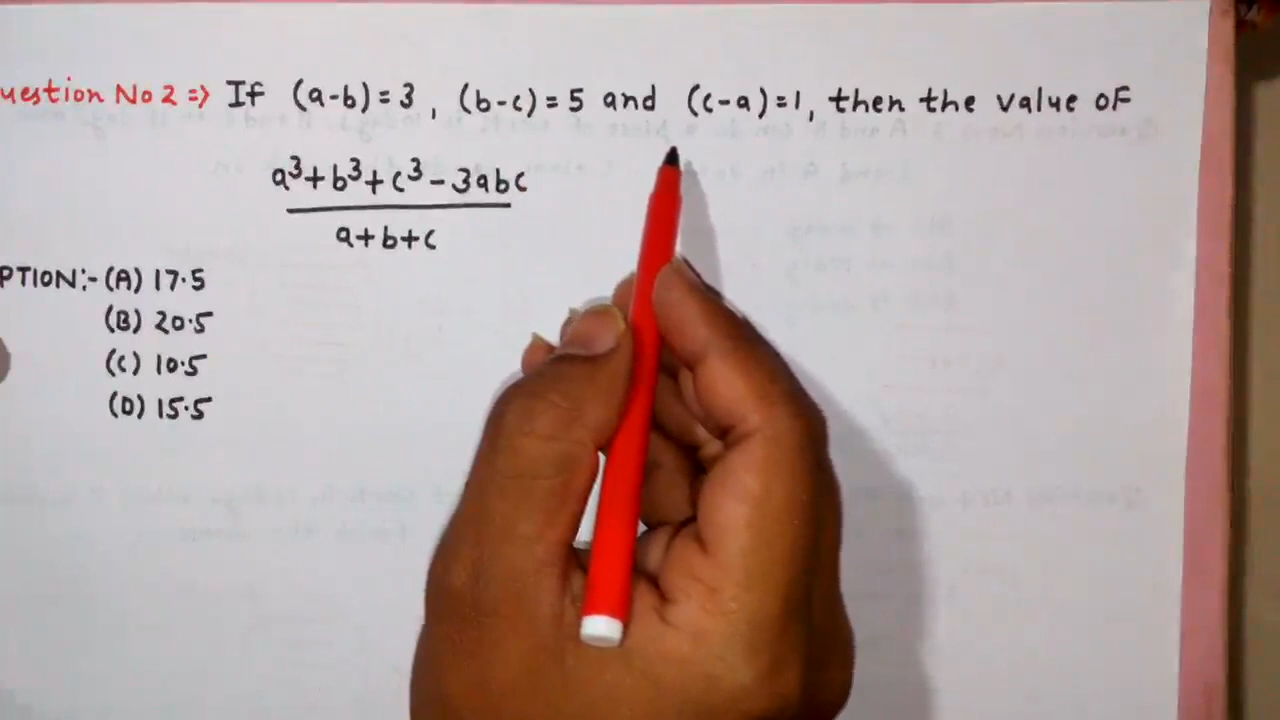 uestion No 2 => If (a-b)=3, (b-c)=5 and (c-a)=1, then the value of
a³+b³+c³-3abc
a+b+c
PTION:- (A) 17.5
(B) 20.5
(C) 10.5
(D) 15.5